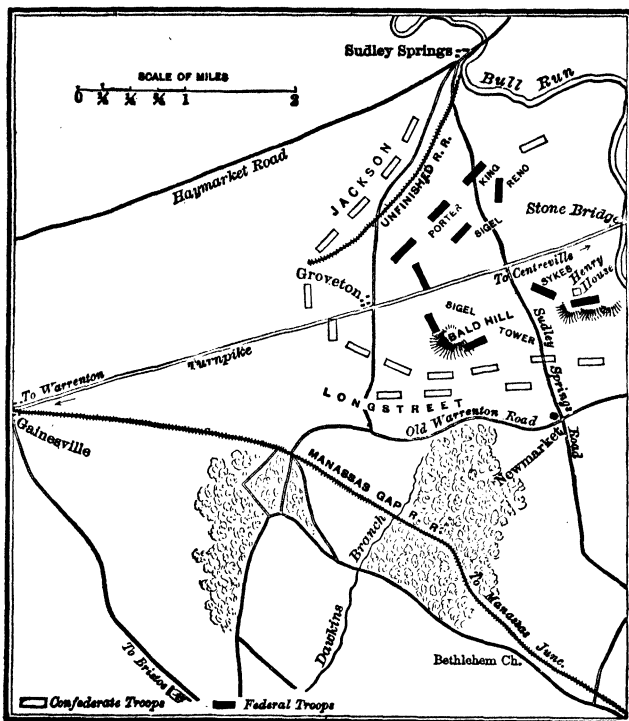 Sudley Springs
SCALE OF MILES
0 ¼ ½ ¾ 1 2
Bull Run
Haymarket Road
JACKSON
UNFINISHED R.R.
KING
RENO
PORTER
SIGEL
Stone Bridge
Groveton
To Centreville
SYKES
Henry
House
SIGEL
BALD HILL
TOWER
Sudley Springs Road
Turnpike
To Warrenton
LONGSTREET
Old Warrenton Road
Gainesville
Newmarket
MANASSAS GAP R.R.
To Manassas Junc.
Dawkins Branch
To Bristoe
Bethlehem Ch.
Confederate Troops
Federal Troops